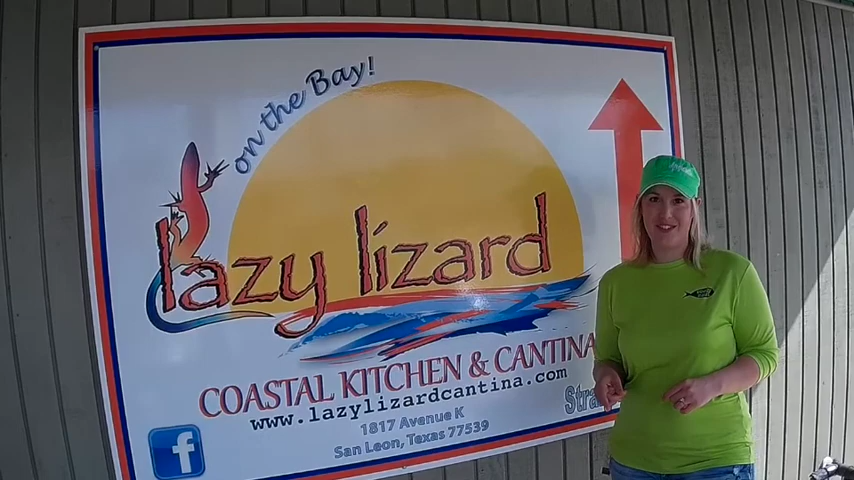 on the Bay!
lazy lizard
COASTAL KITCHEN & CANTINA
www.lazylizardcantina.com
1817 Avenue K
San Leon, Texas 77539
f